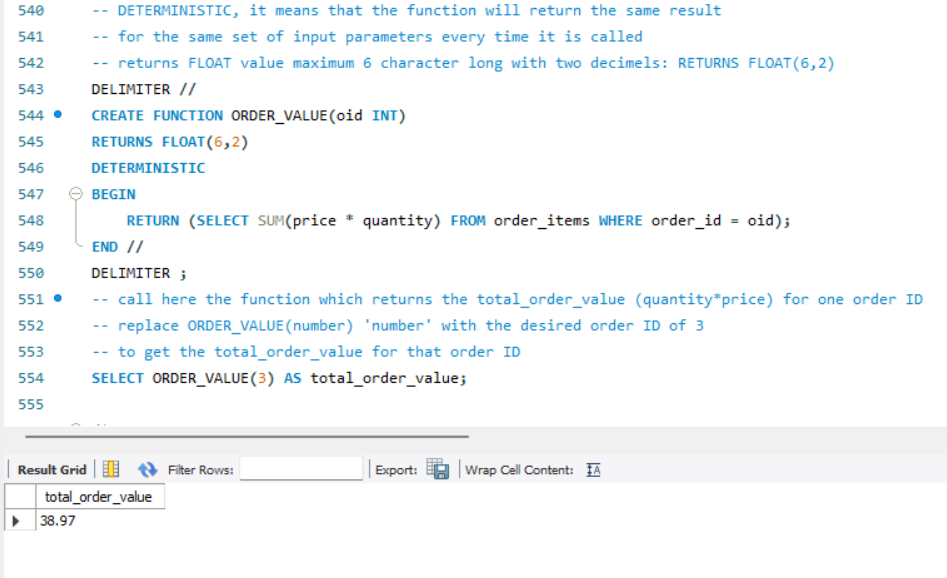 540 -- DETERMINISTIC, it means that the function will return the same result
541 -- for the same set of input parameters every time it is called
542 -- returns FLOAT value maximum 6 character long with two decimels: RETURNS FLOAT(6,2)
543 DELIMITER //
544 CREATE FUNCTION ORDER_VALUE(oid INT)
545 RETURNS FLOAT(6,2)
546 DETERMINISTIC
547 BEGIN
548 RETURN (SELECT SUM(price * quantity) FROM order_items WHERE order_id = oid);
549 END //
550 DELIMITER ;
551 -- call here the function which returns the total_order_value (quantity*price) for one order ID
552 -- replace ORDER_VALUE(number) 'number' with the desired order ID of 3
553 -- to get the total_order_value for that order ID
554 SELECT ORDER_VALUE(3) AS total_order_value;
555
Result Grid Filter Rows: Export: Wrap Cell Content:
total_order_value
38.97